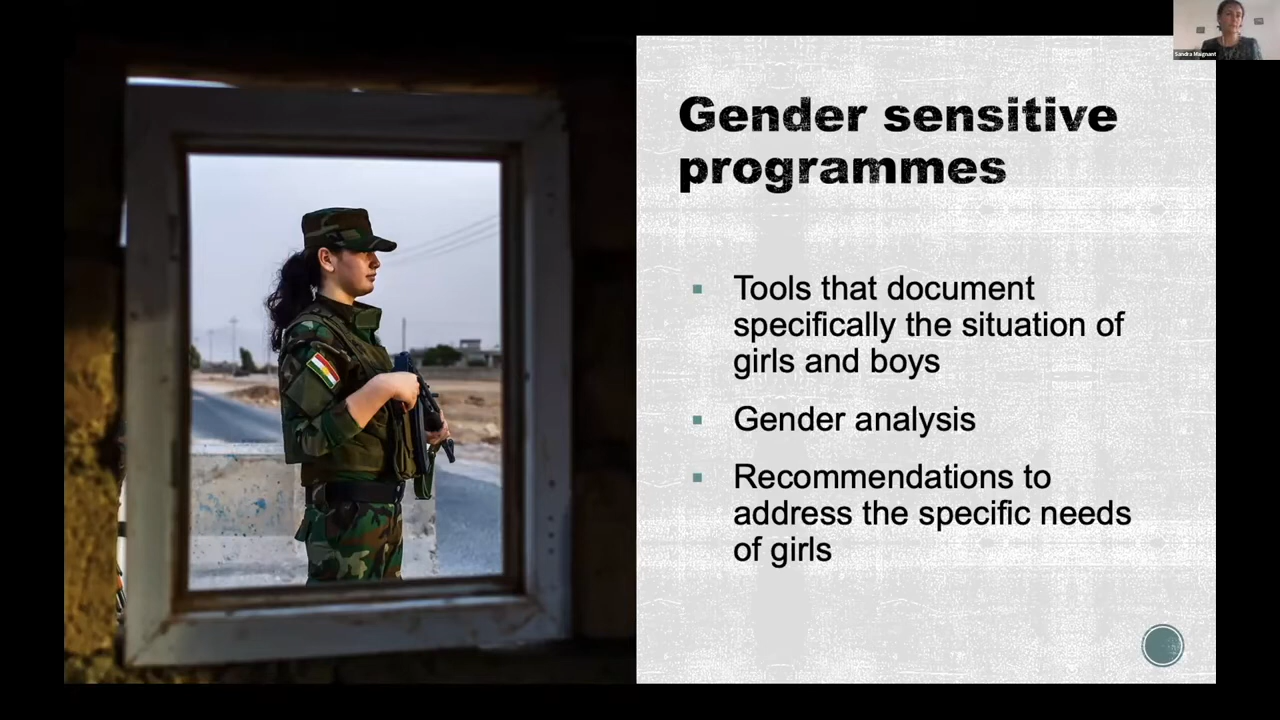 Sandra Maignant
Gender sensitive
programmes
Tools that document
specifically the situation of
girls and boys
Gender analysis
Recommendations to
address the specific needs
of girls